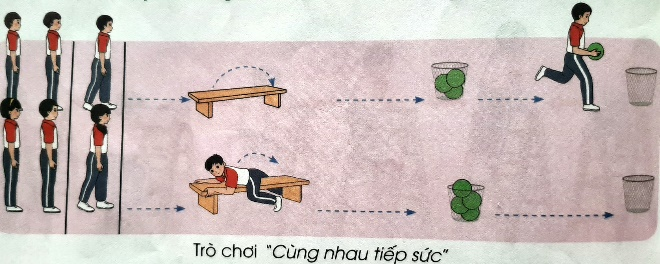 Trò chơi "Cùng nhau tiếp sức"